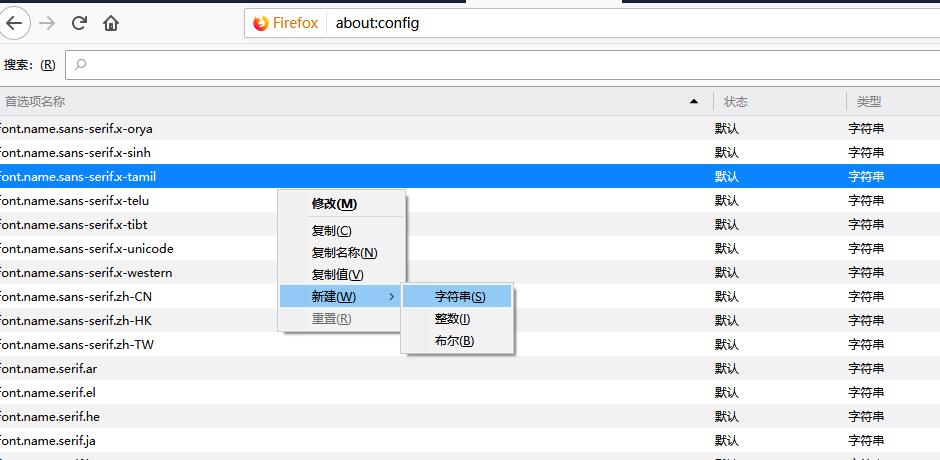 Firefox about:config
搜索：(R)
首选项名称 状态 类型
font.name.sans-serif.x-orya 默认 字符串
font.name.sans-serif.x-sinh 默认 字符串
font.name.sans-serif.x-tamil 默认 字符串
font.name.sans-serif.x-telu 默认 字符串
font.name.sans-serif.x-tibt 默认 字符串
font.name.sans-serif.x-unicode 默认 字符串
font.name.sans-serif.x-western 默认 字符串
font.name.sans-serif.zh-CN 默认 字符串
font.name.sans-serif.zh-HK 默认 字符串
font.name.sans-serif.zh-TW 默认 字符串
font.name.serif.ar 默认 字符串
font.name.serif.el 默认 字符串
font.name.serif.he 默认 字符串
font.name.serif.ja 默认 字符串
修改(M)
复制(C)
复制名称(N)
复制值(V)
新建(W)
重置(R)
字符串(S)
整数(I)
布尔(B)